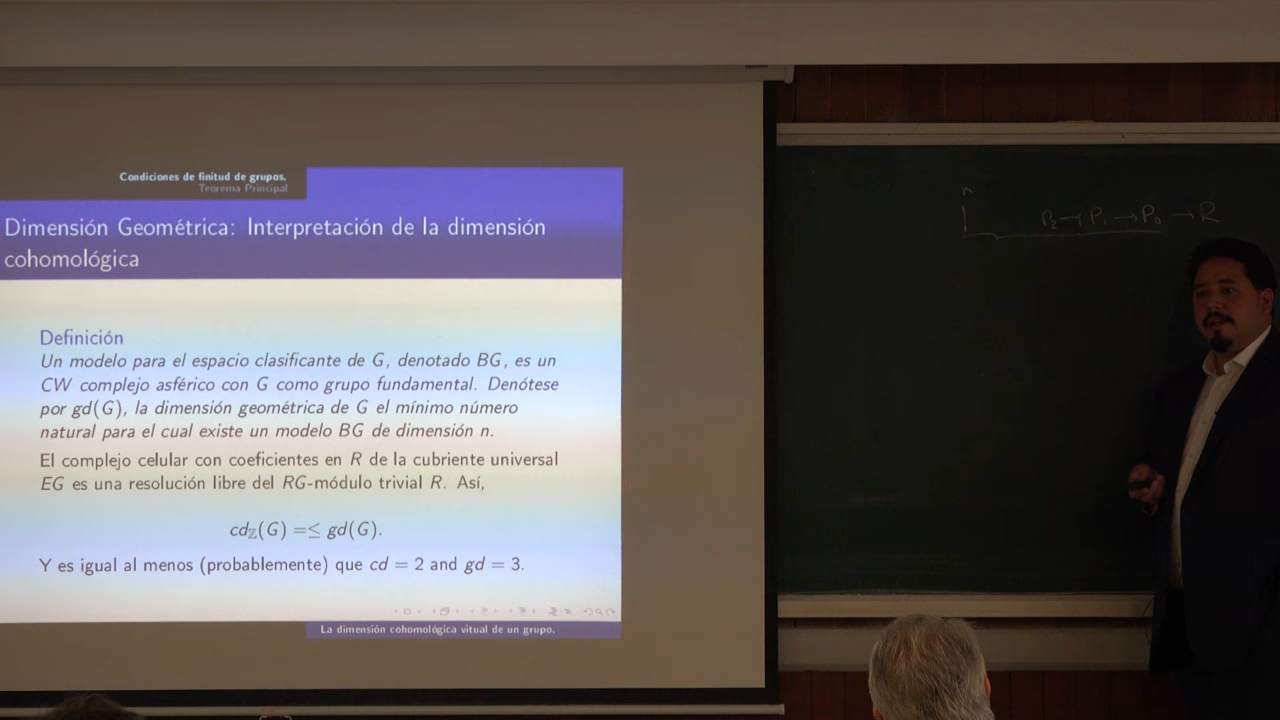 Condiciones de finitud de grupos.
Teorema Principal
Dimensión Geométrica: Interpretación de la dimensión
cohomológica
Definición
Un modelo para el espacio clasificante de G, denotado BG, es un
CW complejo asférico con G como grupo fundamental. Denótese
por gd(G), la dimensión geométrica de G el mínimo número
natural para el cual existe un modelo BG de dimensión n.
El complejo celular con coeficientes en R de la cubriente universal
EG es una resolución libre del RG-módulo trivial R. Así,
cd_ℤ(G) =≤ gd(G).
Y es igual al menos (probablemente) que cd = 2 and gd = 3.
La dimensión cohomológica vitual de un grupo.
n
P₂ → P₁ → P₀ → R